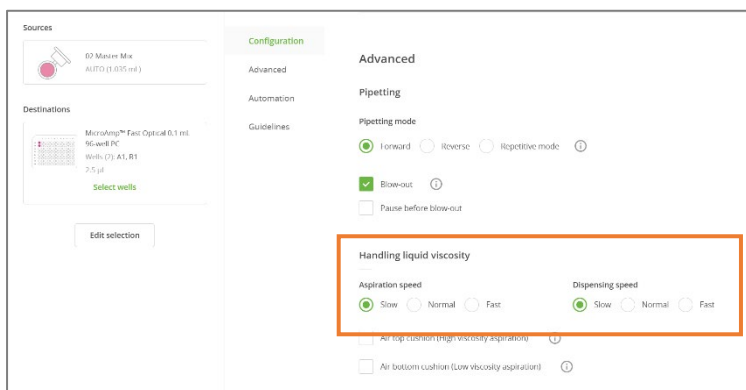 Sources
02 Master Mix
AUTO (1.035 ml )
Destinations
MicroAmp™ Fast Optical 0.1 mL
96-well PC
Wells (2): A1, B1
2.5 µl
Select wells
Edit selection
Configuration
Advanced
Automation
Guidelines
Advanced
Pipetting
Pipetting mode
Forward Reverse Repetitive mode
Blow-out
Pause before blow-out
Handling liquid viscosity
Aspiration speed Dispensing speed
Slow Normal Fast Slow Normal Fast
Air top cushion (High viscosity aspiration)
Air bottom cushion (Low viscosity aspiration)